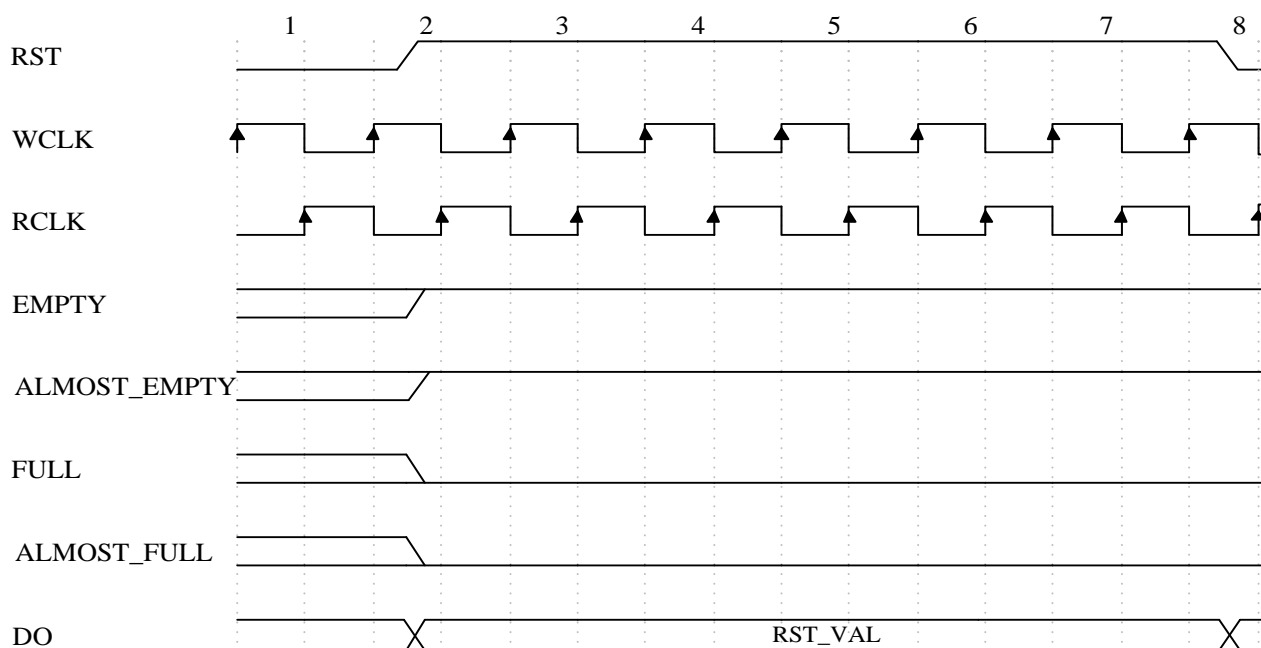 1 2 3 4 5 6 7 8
RST
WCLK
RCLK
EMPTY
ALMOST_EMPTY
FULL
ALMOST_FULL
DO RST_VAL